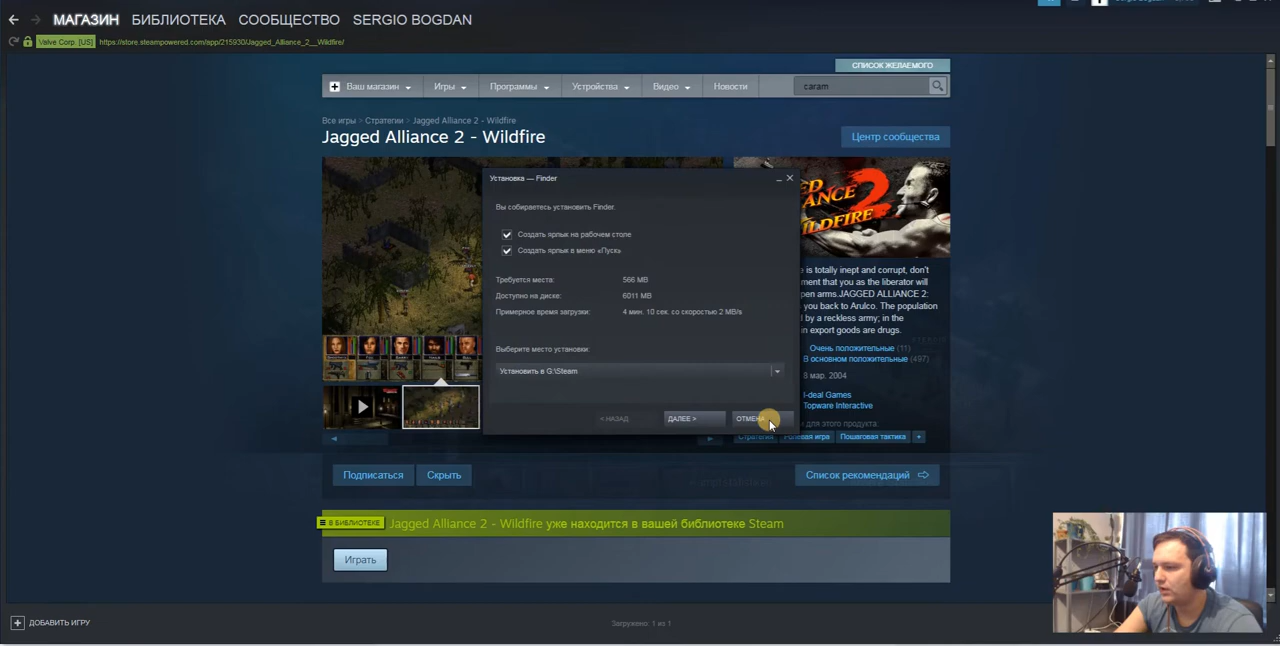 МАГАЗИН БИБЛИОТЕКА СООБЩЕСТВО SERGIO BOGDAN
Valve Corp. [US] https://store.steampowered.com/app/215930/Jagged_Alliance_2__Wildfire/
СПИСОК ЖЕЛАЕМОГО
Ваш магазин Игры Программы Устройства Видео Новости caram
Все игры > Стратегии > Jagged Alliance 2 - Wildfire
Jagged Alliance 2 - Wildfire
Центр сообщества
Установка — Finder
Вы собираетесь установить Finder.
Создать ярлык на рабочем столе
Создать ярлык в меню «Пуск»
Требуется места: 566 MB
Доступно на диске: 6011 MB
Примерное время загрузки: 4 мин. 10 сек. со скоростью 2 MB/s
Выберите место установки:
Установить в G:\Steam
< НАЗАД ДАЛЕЕ > ОТМЕНА
2
WILDFIRE
is totally inept and corrupt, don't
ment that you as the liberator will
pen arms.JAGGED ALLIANCE 2:
you back to Arulco. The population
d by a reckless army; in the
n export goods are drugs.
Очень положительные (11)
В основном положительные (497)
8 мар. 2004
I-deal Games
Topware Interactive
для этого продукта:
Стратегия Ролевая игра Пошаговая тактика +
Подписаться Скрыть Список рекомендаций
В БИБЛИОТЕКЕ Jagged Alliance 2 - Wildfire уже находится в вашей библиотеке Steam
Играть
+ ДОБАВИТЬ ИГРУ Загружено: 1 из 1